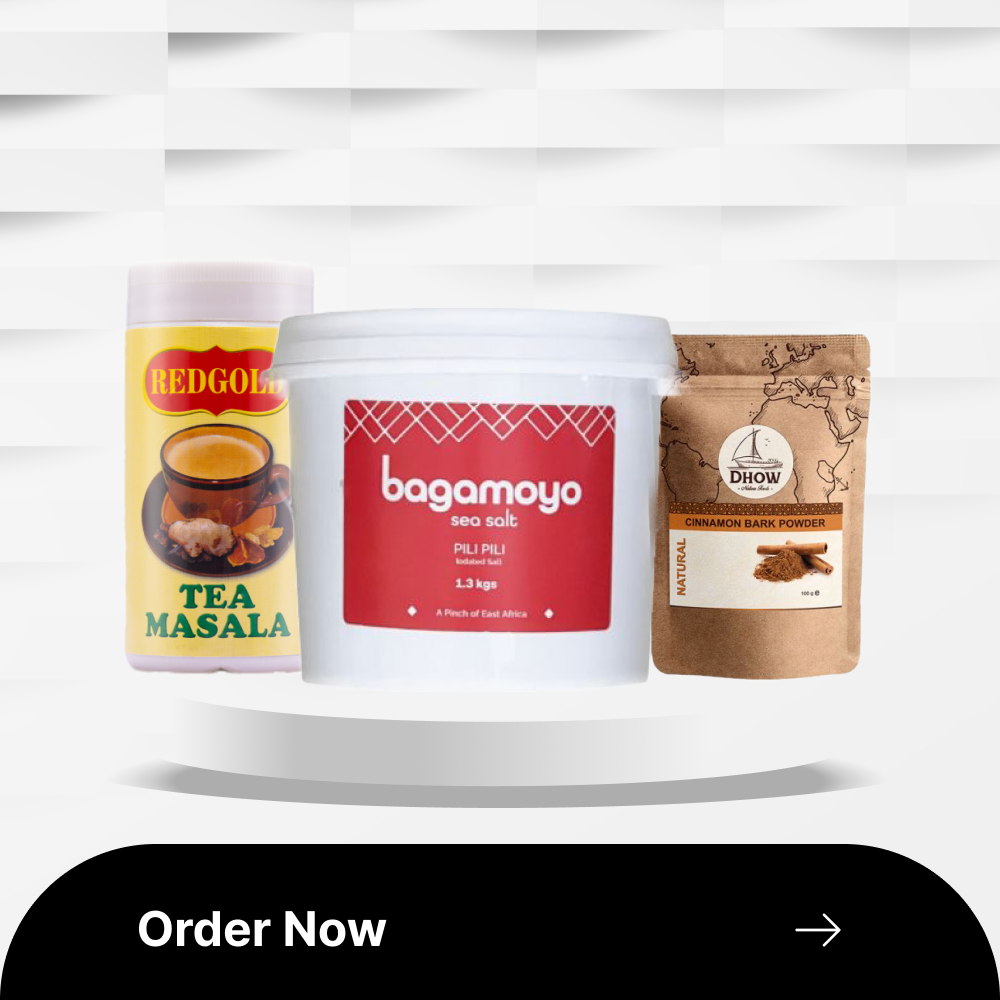 REDGOLD
TEA
MASALA
bagamoyo
sea salt
PILI PILI
Iodated Salt
1.3 kgs
A Pinch of East Africa
DHOW
CINNAMON BARK POWDER
NATURAL
100 g e
Order Now